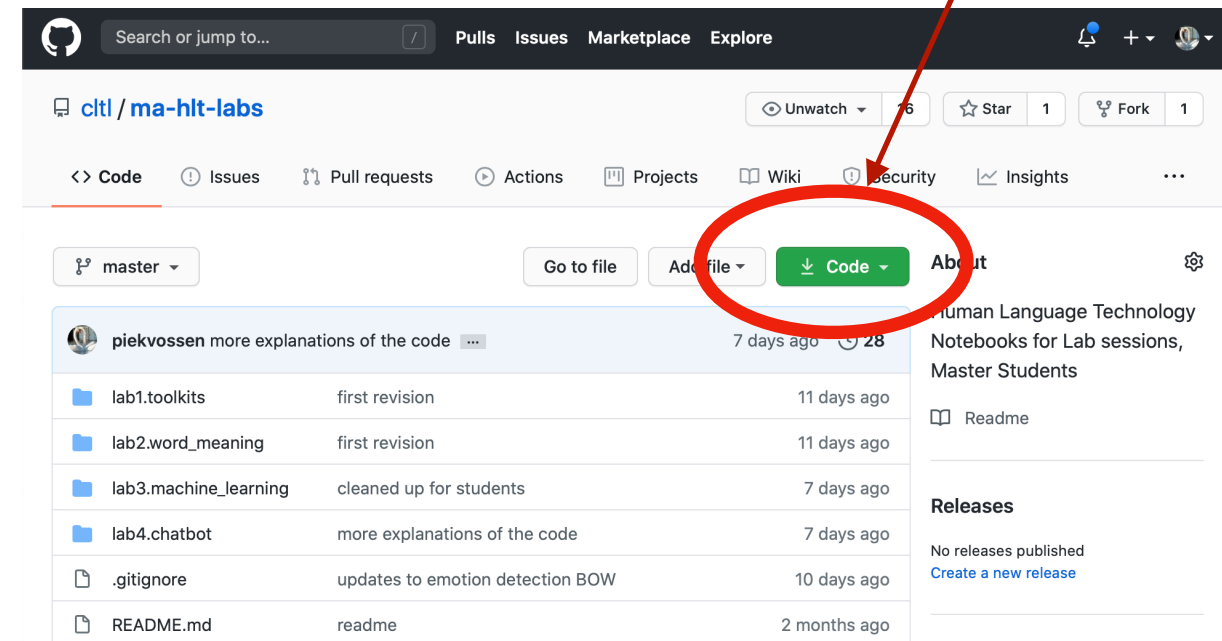 Search or jump to... / Pulls Issues Marketplace Explore
cltl / ma-hlt-labs Unwatch 16 Star 1 Fork 1
<> Code Issues Pull requests Actions Projects Wiki Security Insights ...
master Go to file Add file Code About
Human Language Technology
Notebooks for Lab sessions,
Master Students
piekvossen more explanations of the code ... 7 days ago 28
lab1.toolkits first revision 11 days ago
Readme
lab2.word_meaning first revision 11 days ago
lab3.machine_learning cleaned up for students 7 days ago
Releases
lab4.chatbot more explanations of the code 7 days ago
No releases published
Create a new release
.gitignore updates to emotion detection BOW 10 days ago
README.md readme 2 months ago